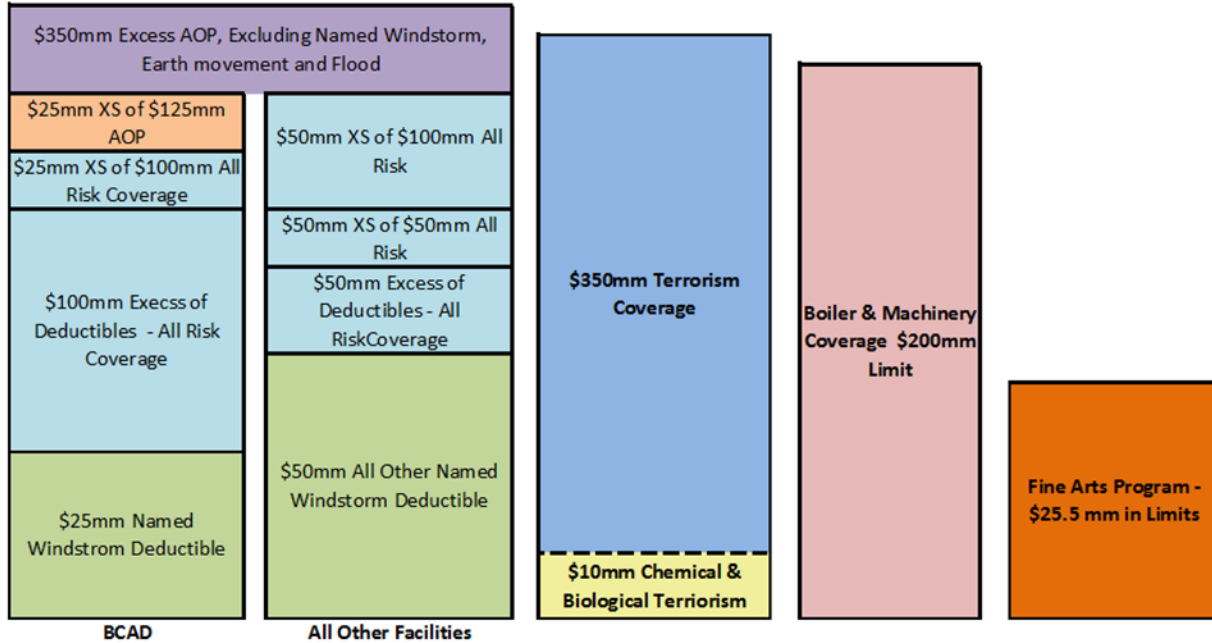 $350mm Excess AOP, Excluding Named Windstorm,
Earth movement and Flood
$25mm XS of $125mm
AOP
$25mm XS of $100mm All
Risk Coverage
$100mm Execss of
Deductibles - All Risk
Coverage
$25mm Named
Windstrom Deductible
BCAD
$50mm XS of $100mm All
Risk
$50mm XS of $50mm All
Risk
$50mm Excess of
Deductibles - All
RiskCoverage
$50mm All Other Named
Windstorm Deductible
All Other Facilities
$350mm Terrorism
Coverage
$10mm Chemical &
Biological Terriorism
Boiler & Machinery
Coverage $200mm
Limit
Fine Arts Program -
$25.5 mm in Limits